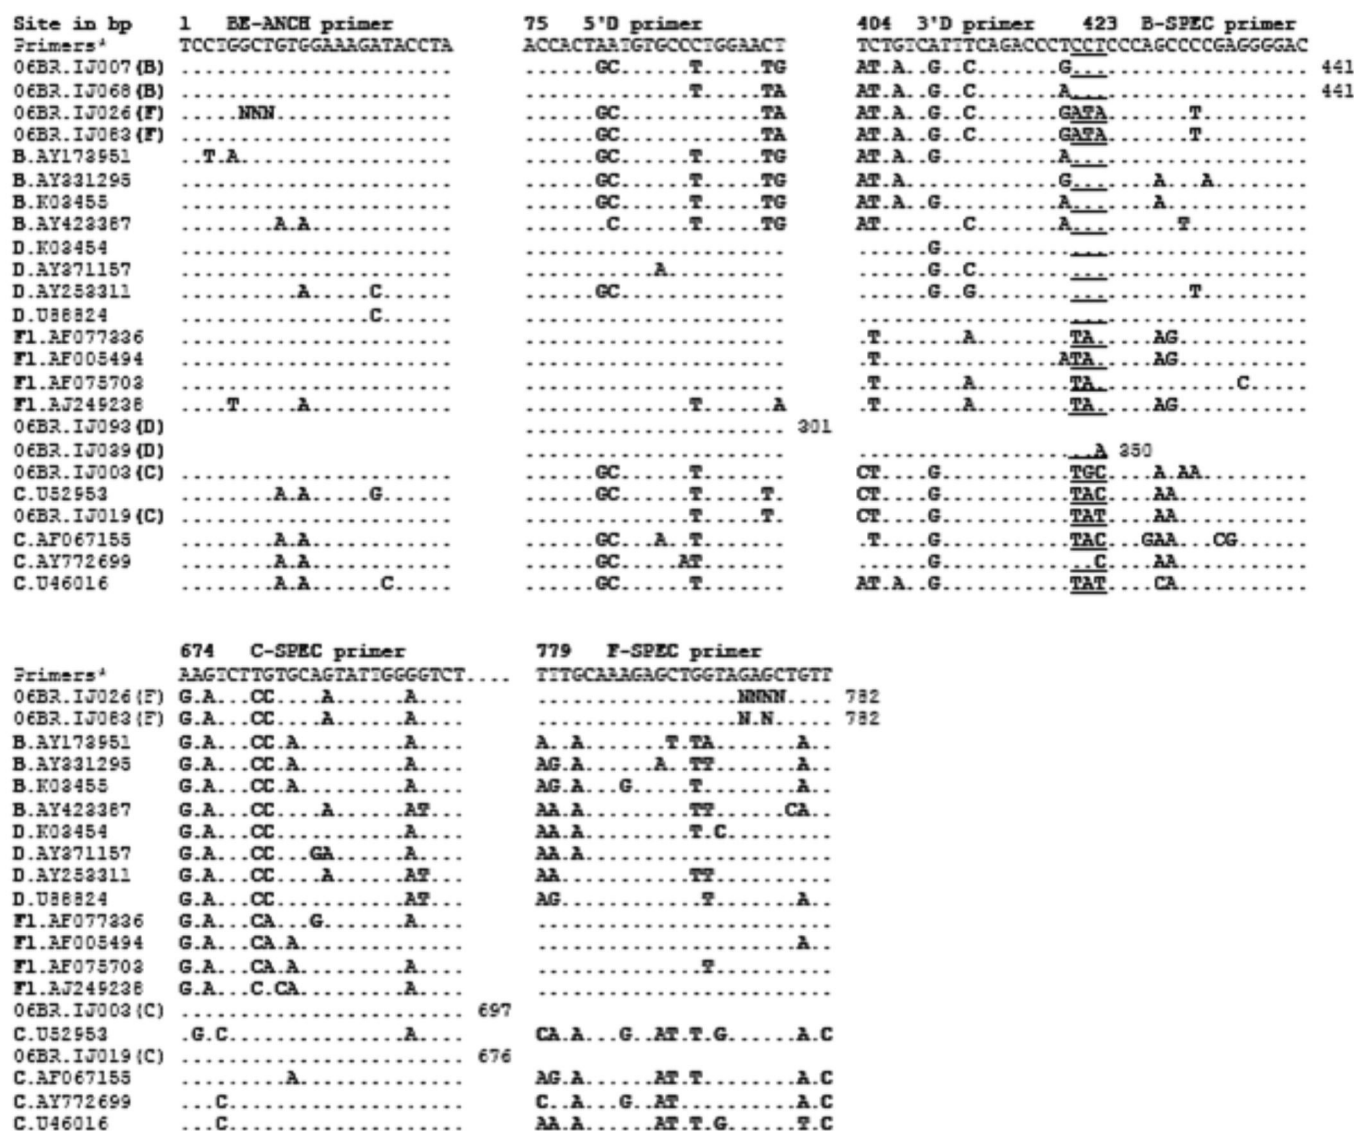 Site in bp 1 BE-ANCH primer 75 5'D primer 404 3'D primer 423 B-SPEC primer
Primers* TCCTGGCTGTGGAAAGATACCTA ACCACTAATGTGCCCTGGAACT TCTGTCATTTCAGACCCTCCTCCCAGCCCCGAGGGGAC
06BR.IJ007(B) ....................... ......GC......T.....TG AT.A..G..C.......G.................... 441
06BR.IJ068(B) ....................... ..............T.....TA AT.A..G..C.......A.................... 441
06BR.IJ026(F) .....NNN............... ......GC............TA AT.A..G..C.......GATA.......T.........
06BR.IJ083(F) ....................... ......GC............TA AT.A..G..C.......GATA.......T.........
B.AY173951 ..T.A.................. ......GC......T.....TG AT.A..G..........A....................
B.AY331295 ....................... ......GC......T.....TG AT.A.............G.......A...A........
B.K03455 ....................... ......GC......T.....TG AT.A..G..........A.......A............
B.AY423387 ........A.A............ .......C......T.....TG AT.......C.......A.........T..........
D.K03454 ....................... ...................... ......G...............................
D.AY371157 ....................... ...........A.......... ......G..C............................
D.AY253311 ..........A.....C...... ......GC.............. ......G..G..................T.........
D.U88824 ................C...... ...................... ......................................
F1.AF077336 ....................... ...................... .T.......A........TA.....AG...........
F1.AF005494 ....................... ...................... .T...............ATA.....AG...........
F1.AF075703 ....................... ...................... .T.......A........TA............C.....
F1.AJ249238 ....T.....A............ ..............T......A .T.......A........TA.....AG...........
06BR.IJ093(D) ...................... 301
06BR.IJ039(D) ...................... ....................A 350
06BR.IJ003(C) ....................... ......GC......T....... CT....G...........TGC....A.AA.........
C.U52953 ........A.A.....G...... ......GC......T.....T. CT....G...........TAC....AA...........
06BR.IJ019(C) ....................... ..............T.....T. CT....G...........TAT....AA...........
C.AF067155 ........A.A............ ......GC...A..T....... .T....G...........TAC...GAA...CG......
C.AY772699 ........A.A............ ......GC.....AT....... ......G.............C....AA...........
C.U46016 ........A.A......C..... ......GC......T....... AT.A..G...........TAT....CA...........
674 C-SPEC primer 779 F-SPEC primer
Primers* AAGTCTTGTGCAGTATTGGGGTCT.... TTTGCAAAGAGCTGGTAGAGCTGTT
06BR.IJ026(F) G.A...CC....A......A.... .................NNNN.... 782
06BR.IJ083(F) G.A...CC....A......A.... .................N.N..... 782
B.AY173951 G.A...CC.A.........A.... A..A.......T.TA.......A..
B.AY331295 G.A...CC.A.........A.... AG.A......A..TT.......A..
B.K03455 G.A...CC.A.........A.... AG.A...G.....T........A..
B.AY423387 G.A...CC....A......AT... AA.A.........TT......CA..
D.K03454 G.A...CC...........A.... AA.A.........T.C.........
D.AY371157 G.A...CC...GA......A.... AA.A.....................
D.AY253311 G.A...CC....A......AT... AA...........TT..........
D.U88824 G.A...CC...........AT... AG............T.......A..
F1.AF077336 G.A...CA...G.......A.... .........................
F1.AF005494 G.A...CA.A.............. ......................A..
F1.AF075703 G.A...CA.A.........A.... ..............T..........
F1.AJ249238 G.A...C.CA.........A.... .........................
06BR.IJ003(C) ........................ 697
C.U52953 .G.C...............A.... CA.A...G..AT.T.G......A.C
06BR.IJ019(C) ........................ 676
C.AF067155 .........A.............. AG.A......AT.T........A.C
C.AY772699 ...C.................... C..A...G..AT..........A.C
C.U46016 ...C.................... AA.A......AT.T.G......T.C